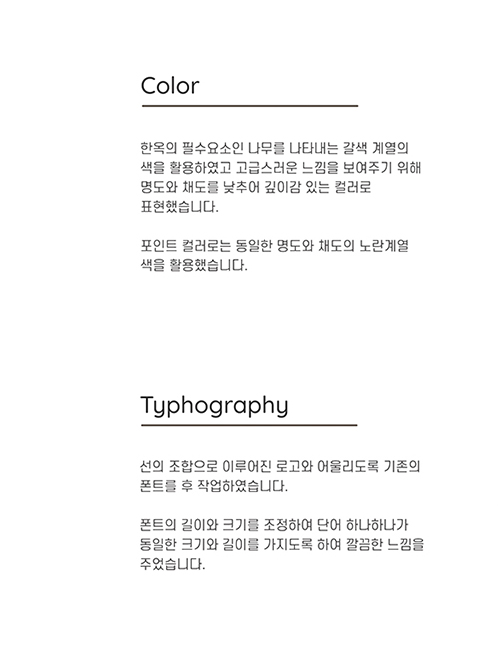 Color
한옥의 필수요소인 나무를 나타내는 갈색 계열의
색을 활용하였고 고급스러운 느낌을 보여주기 위해
명도와 채도를 낮추어 깊이감 있는 컬러로
표현했습니다.
포인트 컬러로는 동일한 명도와 채도의 노란계열
색을 활용했습니다.
Typhography
선의 조합으로 이루어진 로고와 어울리도록 기존의
폰트를 후 작업하였습니다.
폰트의 길이와 크기를 조정하여 단어 하나하나가
동일한 크기와 길이를 가지도록 하여 깔끔한 느낌을
주었습니다.